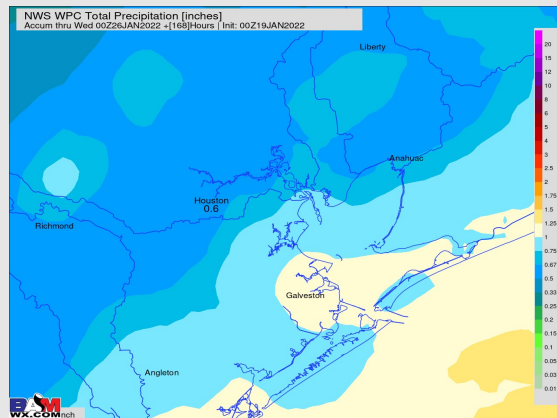 NWS WPC Total Precipitation [inches]
Accum thru Wed 00Z26JAN2022 +[168]Hours | Init: 00Z19JAN2022
Liberty
Anahuac
Houston
0.6
Richmond
Galveston
Angleton
20
15
12
10
8
6
5
4
3
2.5
2
1.75
1.5
1.25
1
0.75
0.67
0.5
0.33
0.25
0.2
0.15
0.1
0.05
0.03
0.01
BAM
WX.COM
nch